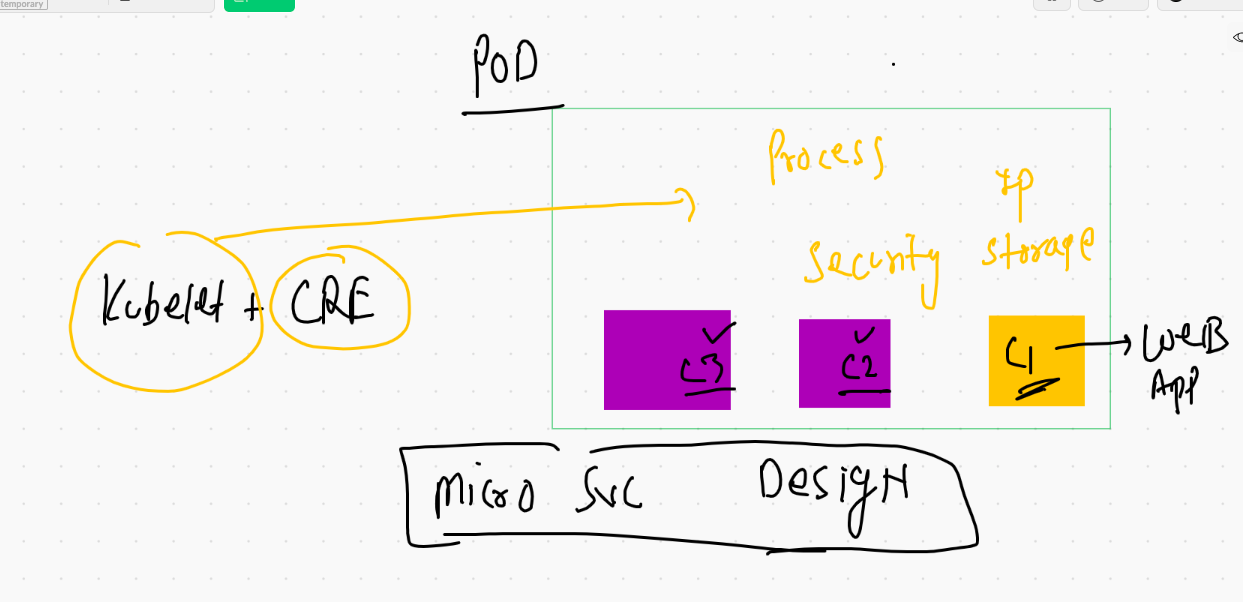 temporary
POD
Process
IP
Security
Storage
Kubelet + CRE
C3
C2
C1
WEB
APP
Micro Svc Design